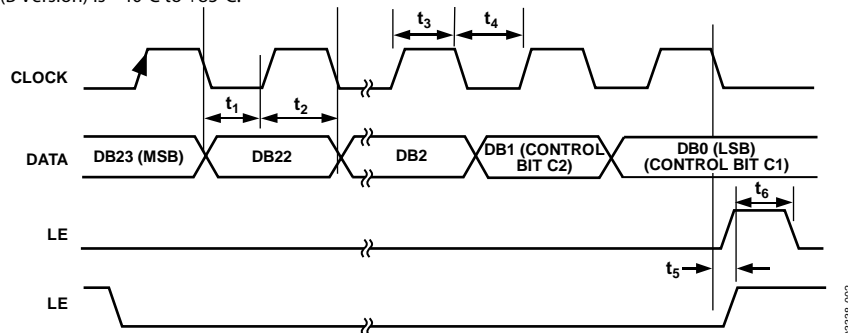 (B Version) is −40°C to +85°C.
t3
t4
CLOCK
t1
t2
DATA
DB23 (MSB)
DB22
DB2
DB1 (CONTROL
BIT C2)
DB0 (LSB)
(CONTROL BIT C1)
t6
LE
t5
LE